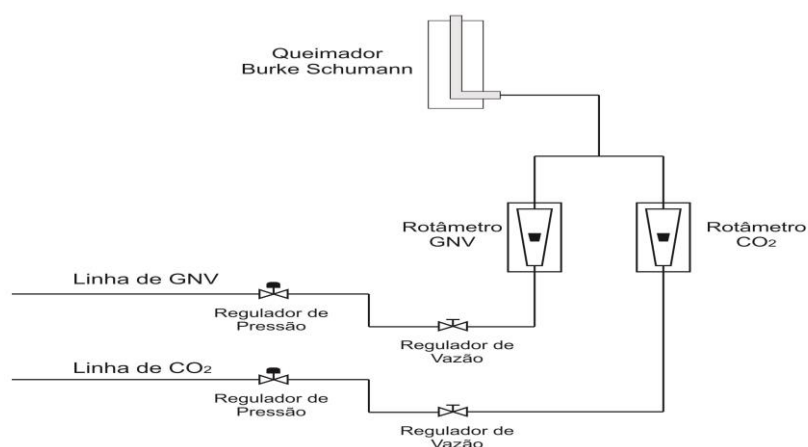 Queimador
Burke Schumann
Rotâmetro
GNV
Rotâmetro
CO₂
Linha de GNV
Regulador de
Pressão
Regulador de
Vazão
Linha de CO₂
Regulador de
Pressão
Regulador de
Vazão